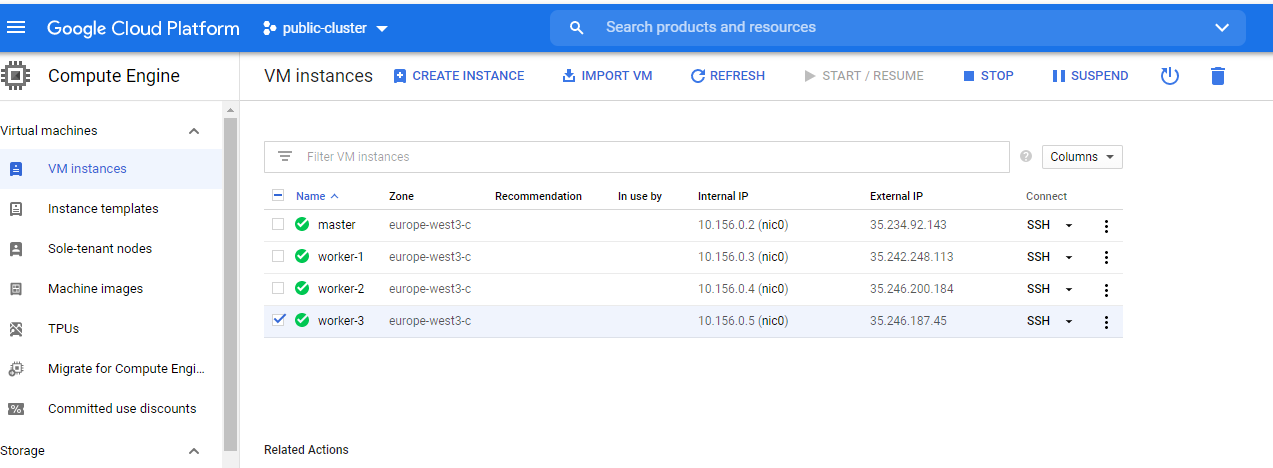 Google Cloud Platform public-cluster Search products and resources
Compute Engine VM instances CREATE INSTANCE IMPORT VM REFRESH START / RESUME STOP SUSPEND
Virtual machines
VM instances
Instance templates
Sole-tenant nodes
Machine images
TPUs
Migrate for Compute Engi...
Committed use discounts
Storage
Filter VM instances ? Columns
Name Zone Recommendation In use by Internal IP External IP Connect
master europe-west3-c 10.156.0.2 (nic0) 35.234.92.143 SSH
worker-1 europe-west3-c 10.156.0.3 (nic0) 35.242.248.113 SSH
worker-2 europe-west3-c 10.156.0.4 (nic0) 35.246.200.184 SSH
worker-3 europe-west3-c 10.156.0.5 (nic0) 35.246.187.45 SSH
Related Actions